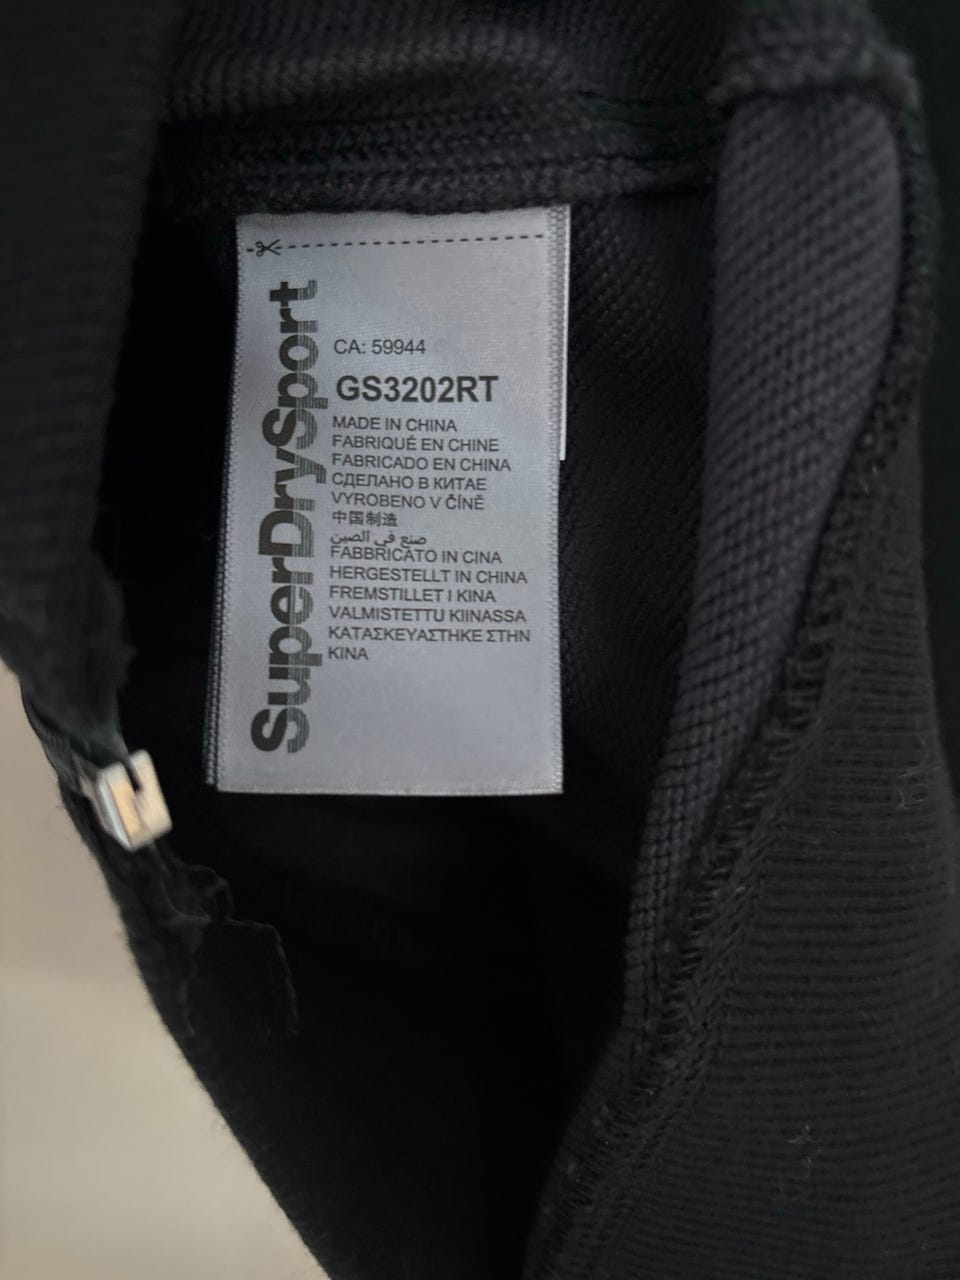 SuperDrySport
CA: 59944
GS3202RT
MADE IN CHINA
FABRIQUÉ EN CHINE
FABRICADO EN CHINA
СДЕЛАНО В КИТАЕ
VYROBENO V ČÍNĚ
中国制造
صنع في الصين
FABBRICATO IN CINA
HERGESTELLT IN CHINA
FREMSTILLET I KINA
VALMISTETTU KIINASSA
ΚΑΤΑΣΚΕΥΑΣΤΗΚΕ ΣΤΗΝ
ΚΙΝΑ